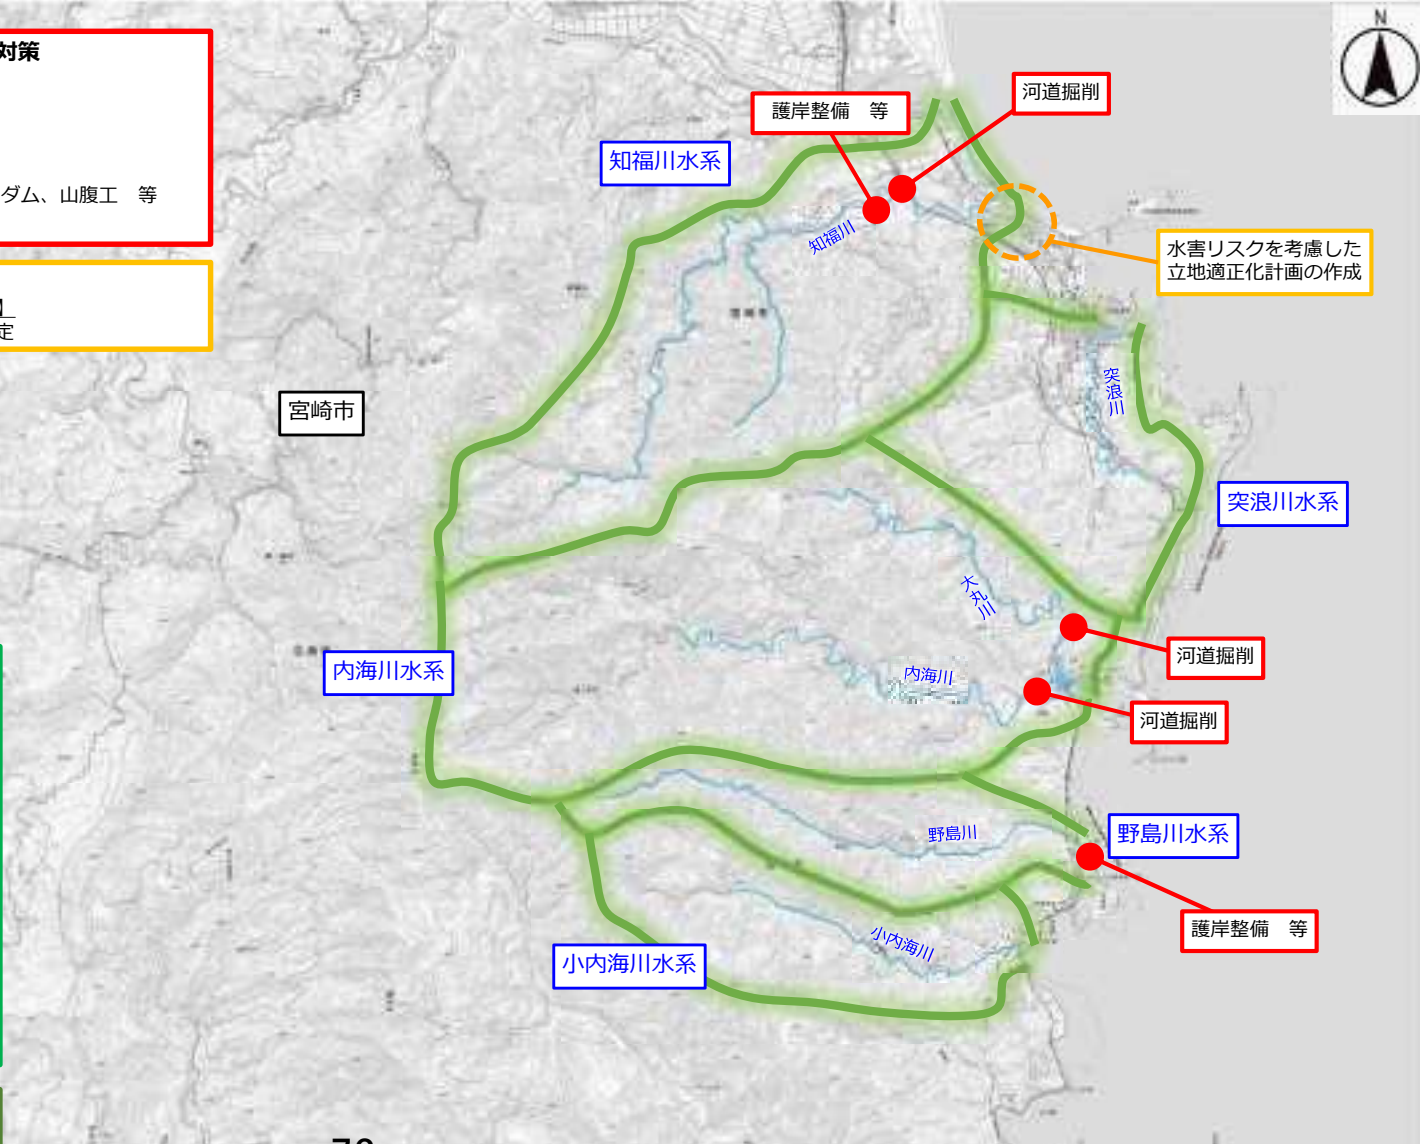 対策
ダム、山腹工　等
】
定
N
護岸整備　等
河道掘削
知福川水系
知福川
水害リスクを考慮した
立地適正化計画の作成
宮崎市
突浪川
突浪川水系
大丸川
河道掘削
内海川水系
内海川
河道掘削
野島川
野島川水系
護岸整備　等
小内海川
小内海川水系